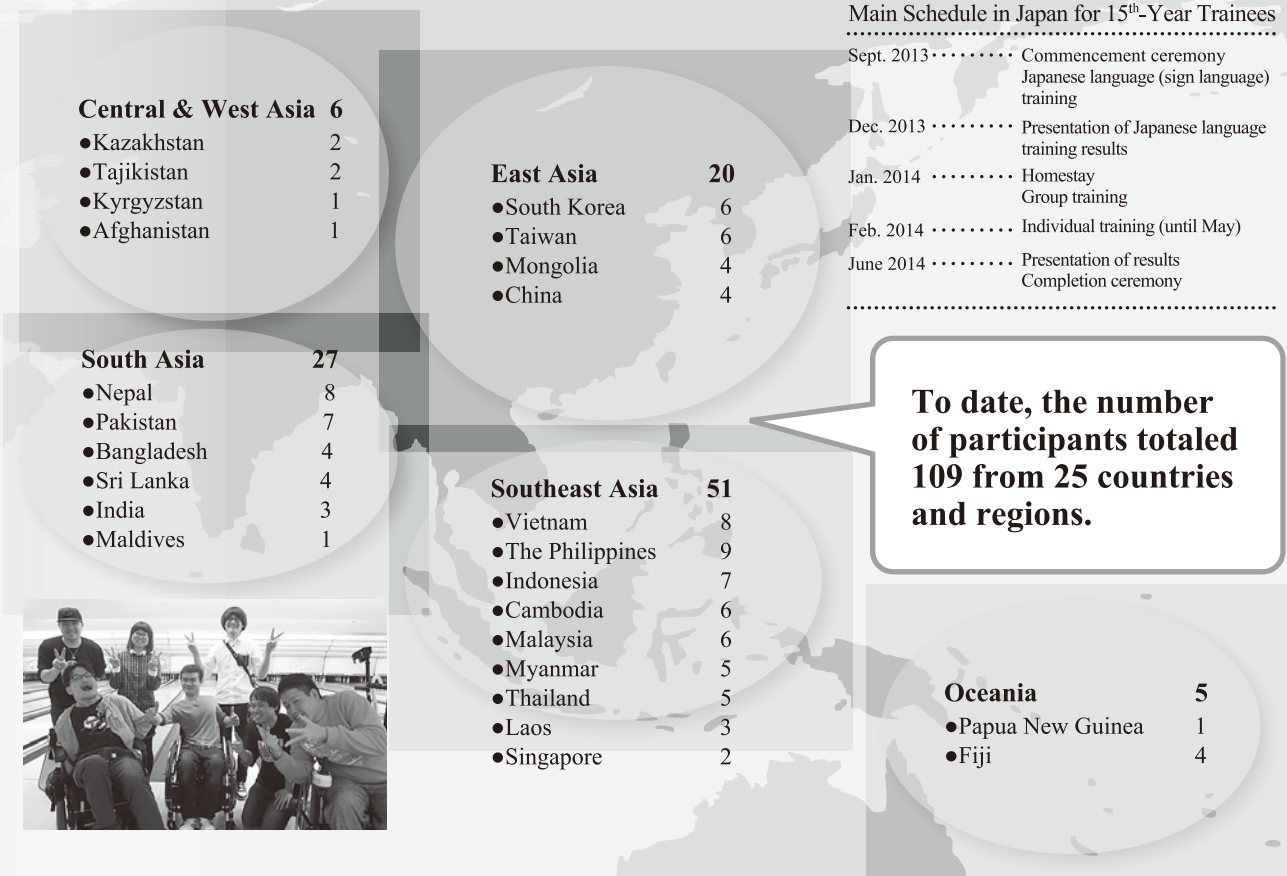 Main Schedule in Japan for 15th-Year Trainees
Sept. 2013 ········· Commencement ceremony
Japanese language (sign language)
training
Dec. 2013 ········· Presentation of Japanese language
training results
Jan. 2014 ········· Homestay
Group training
Feb. 2014 ········· Individual training (until May)
June 2014 ········· Presentation of results
Completion ceremony
Central & West Asia 6
●Kazakhstan 2
●Tajikistan 2
●Kyrgyzstan 1
●Afghanistan 1
East Asia 20
●South Korea 6
●Taiwan 6
●Mongolia 4
●China 4
South Asia 27
●Nepal 8
●Pakistan 7
●Bangladesh 4
●Sri Lanka 4
●India 3
●Maldives 1
To date, the number
of participants totaled
109 from 25 countries
and regions.
Southeast Asia 51
●Vietnam 8
●The Philippines 9
●Indonesia 7
●Cambodia 6
●Malaysia 6
●Myanmar 5
●Thailand 5
●Laos 3
●Singapore 2
Oceania 5
●Papua New Guinea 1
●Fiji 4